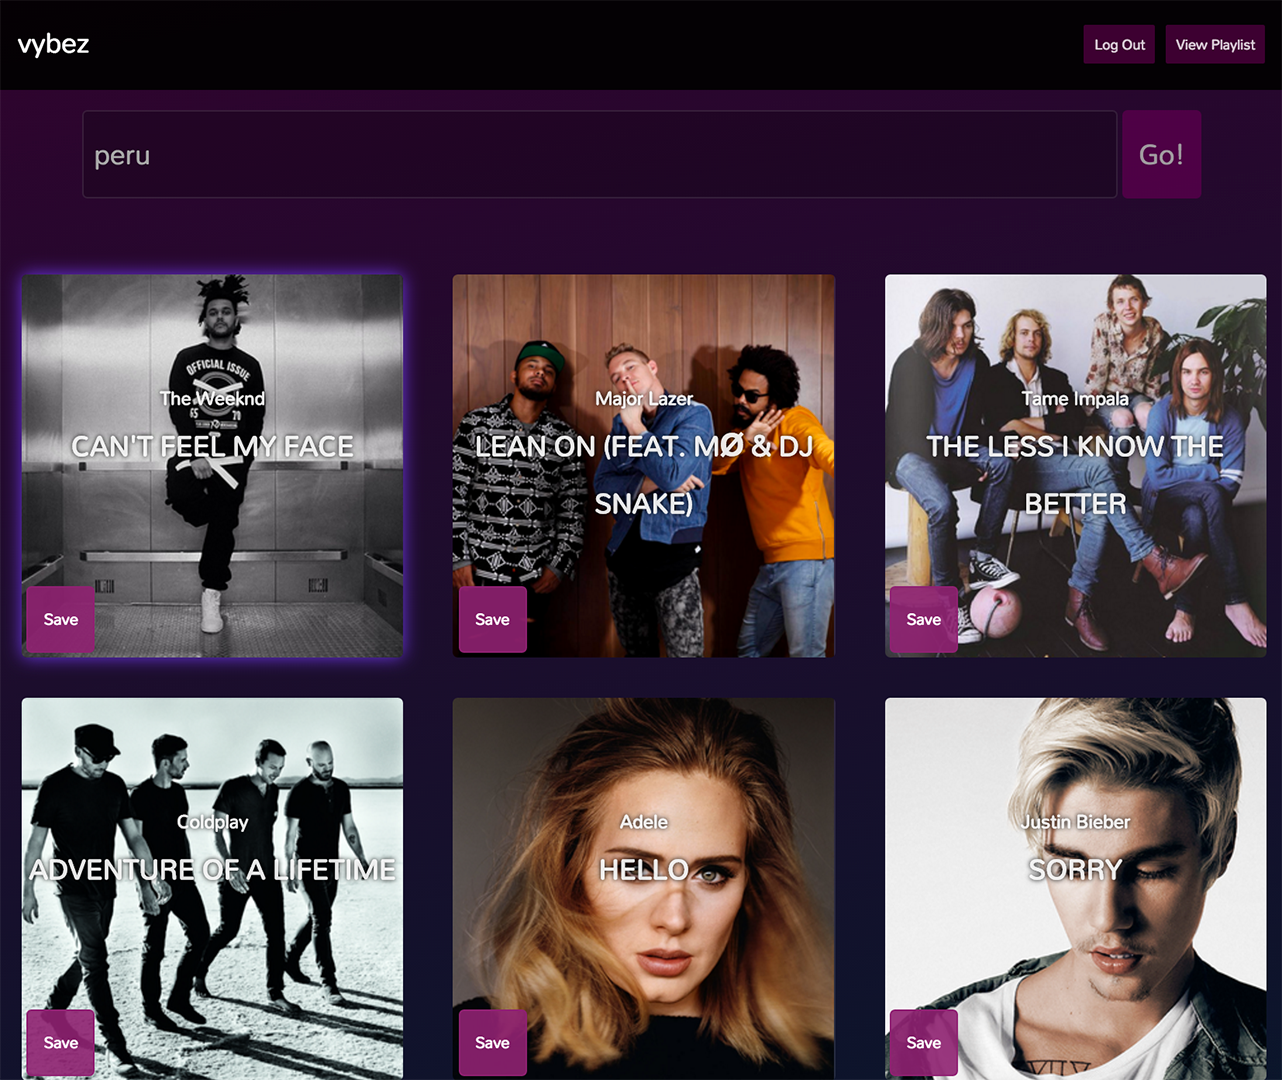 vybez
Log Out
View Playlist
peru
Go!
OFFICIAL ISSUE
The Weeknd
CAN'T FEEL MY FACE
Save
Major Lazer
LEAN ON (FEAT. MØ & DJ
SNAKE)
Save
Tame Impala
THE LESS I KNOW THE
BETTER
Save
Coldplay
ADVENTURE OF A LIFETIME
Save
Adele
HELLO
Save
Justin Bieber
SORRY
Save